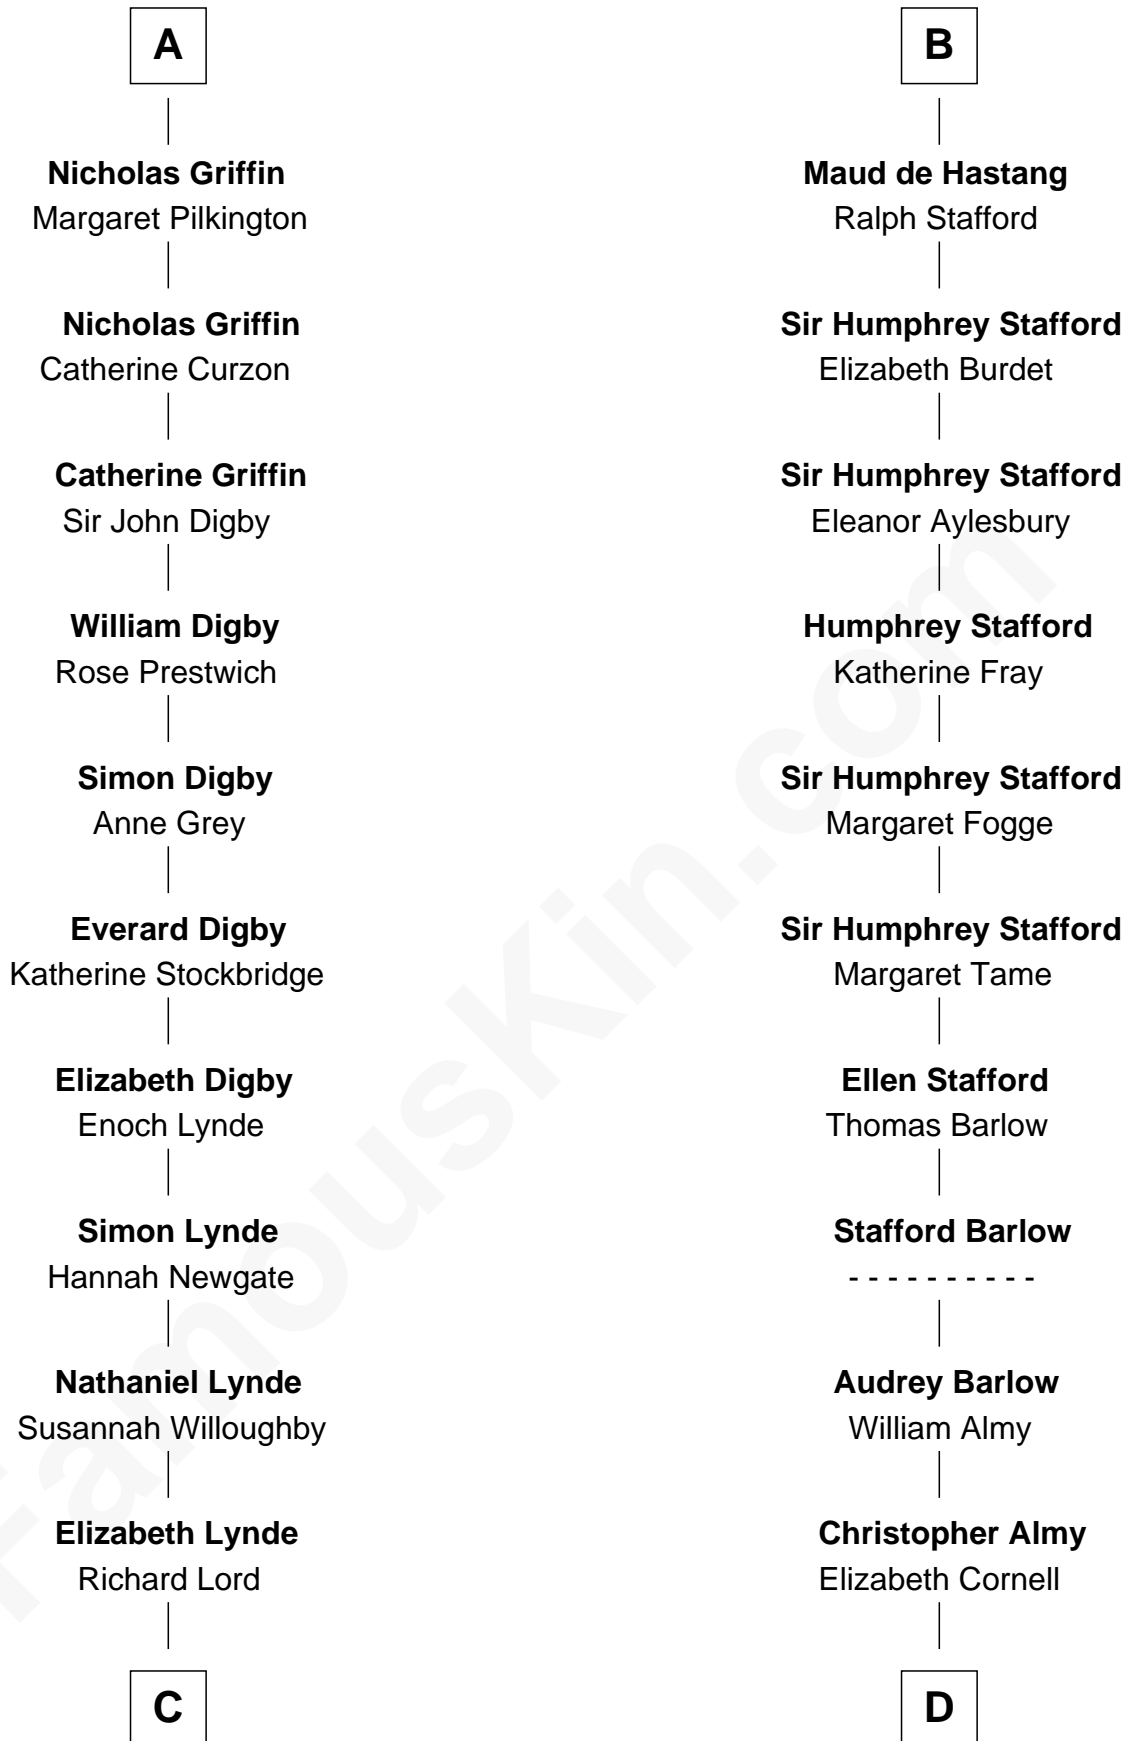 A
Nicholas Griffin
Margaret Pilkington
Nicholas Griffin
Catherine Curzon
Catherine Griffin
Sir John Digby
William Digby
Rose Prestwich
Simon Digby
Anne Grey
Everard Digby
Katherine Stockbridge
Elizabeth Digby
Enoch Lynde
Simon Lynde
Hannah Newgate
Nathaniel Lynde
Susannah Willoughby
Elizabeth Lynde
Richard Lord
C
B
Maud de Hastang
Ralph Stafford
Sir Humphrey Stafford
Elizabeth Burdet
Sir Humphrey Stafford
Eleanor Aylesbury
Humphrey Stafford
Katherine Fray
Sir Humphrey Stafford
Margaret Fogge
Sir Humphrey Stafford
Margaret Tame
Ellen Stafford
Thomas Barlow
Stafford Barlow
- - - - - - - - - -
Audrey Barlow
William Almy
Christopher Almy
Elizabeth Cornell
D
FamousKin.com